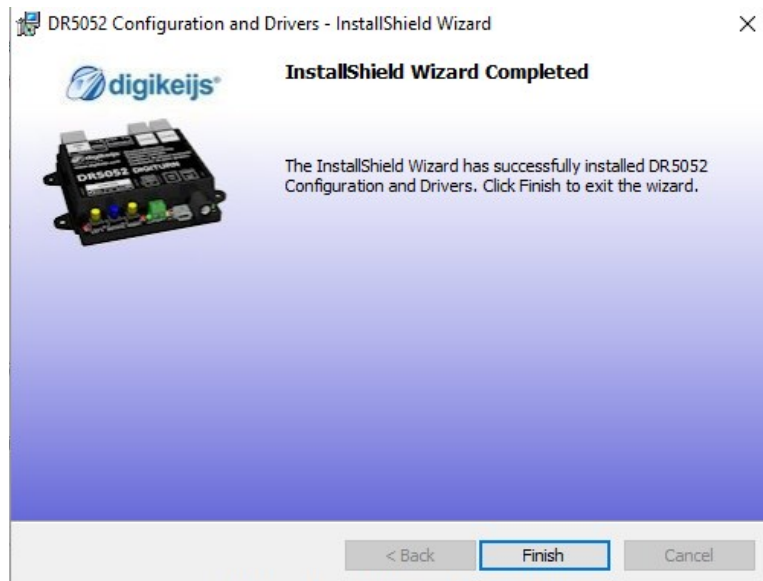 DR5052 Configuration and Drivers - InstallShield Wizard
digikeijs®
InstallShield Wizard Completed
DR5052 DIGITURN
The InstallShield Wizard has successfully installed DR5052
Configuration and Drivers. Click Finish to exit the wizard.
< Back
Finish
Cancel